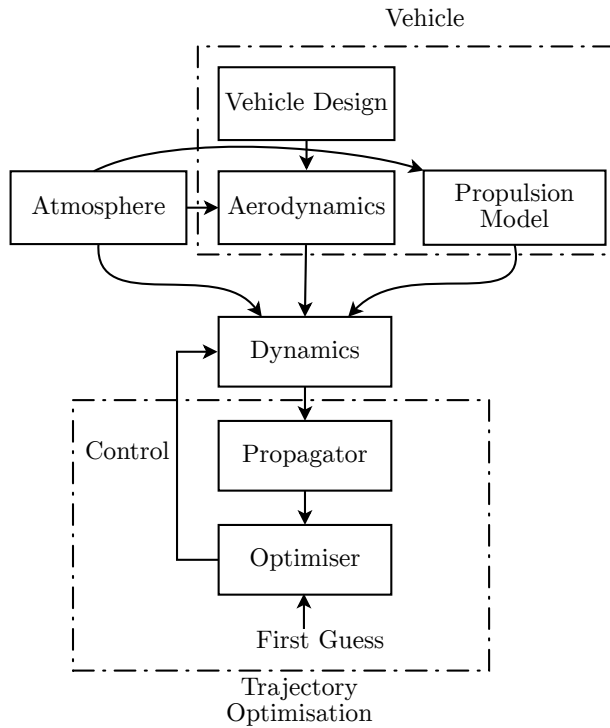 Vehicle
Vehicle Design
Atmosphere
Aerodynamics
Propulsion
Model
Dynamics
Control
Propagator
Optimiser
First Guess
Trajectory
Optimisation